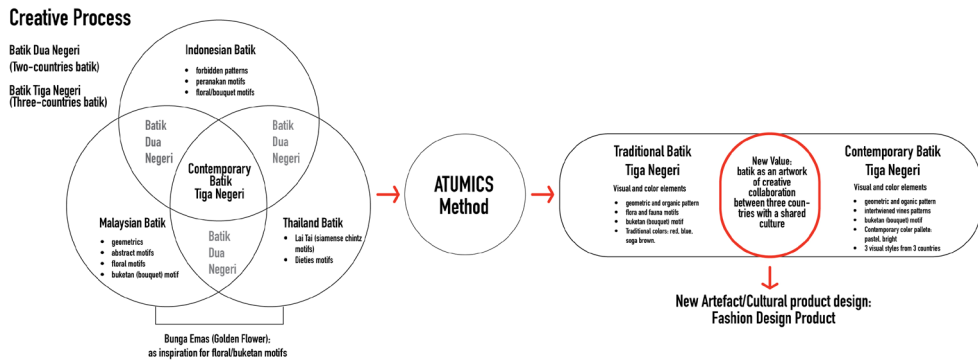 Creative Process
Batik Dua Negeri
(Two-countries batik)
Batik Tiga Negeri
(Three-countries batik)
Indonesian Batik
forbidden patterns
peranakan motifs
floral/bouquet motifs
Batik
Dua
Negeri
Batik
Dua
Negeri
Contemporary
Batik
Tiga Negeri
Malaysian Batik
geometrics
abstract motifs
floral motifs
buketan (bouquet) motif
Batik
Dua
Negeri
Thailand Batik
Lai Tai (siamense chintz
motifs)
Dieties motifs
Bunga Emas (Golden Flower);
as inspiration for floral/buketan motifs
ATUMICS
Method
Traditional Batik
Tiga Negeri
Visual and color elements
geometric and organic pattern
flora and fauna motifs
buketan (bouquet) motif
Traditional colors: red, blue,
soga brown.
New Value:
batik as an artwork
of creative
collaboration
between three coun-
tries with a shared
culture
Contemporary Batik
Tiga Negeri
Visual and color elements
geometric and oganic pattern
intertwiened vines patterns
buketan (bouquet) motif
Contemporary color pallete:
pastel, bright
3 visual styles from 3 countries
New Artefact/Cultural product design:
Fashion Design Product